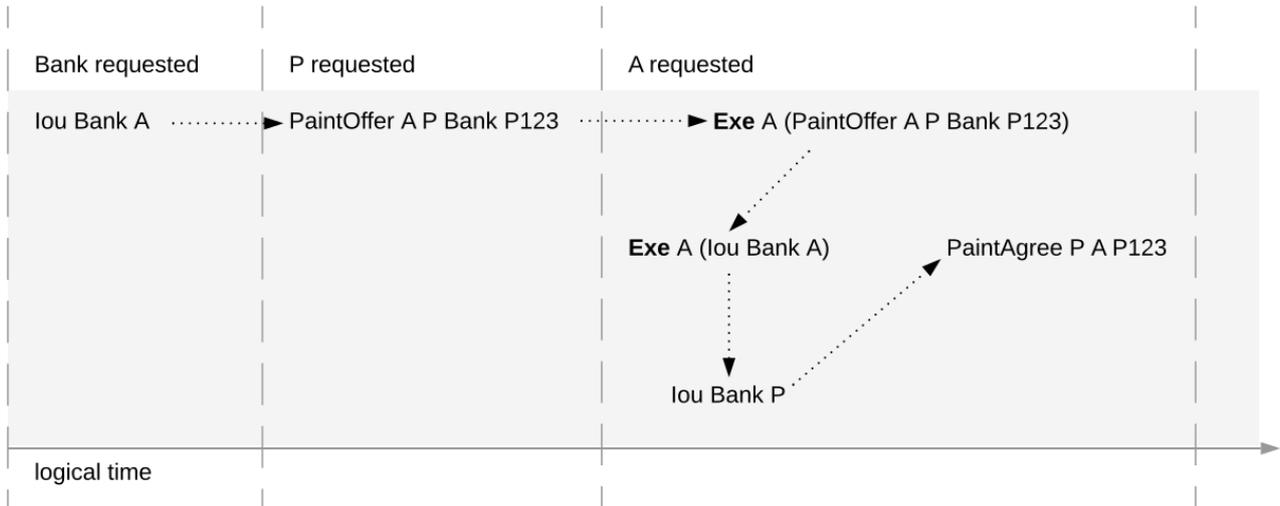 Bank requested
P requested
A requested
Iou Bank A
PaintOffer A P Bank P123
Exe A (PaintOffer A P Bank P123)
Exe A (Iou Bank A)
PaintAgree P A P123
Iou Bank P
logical time